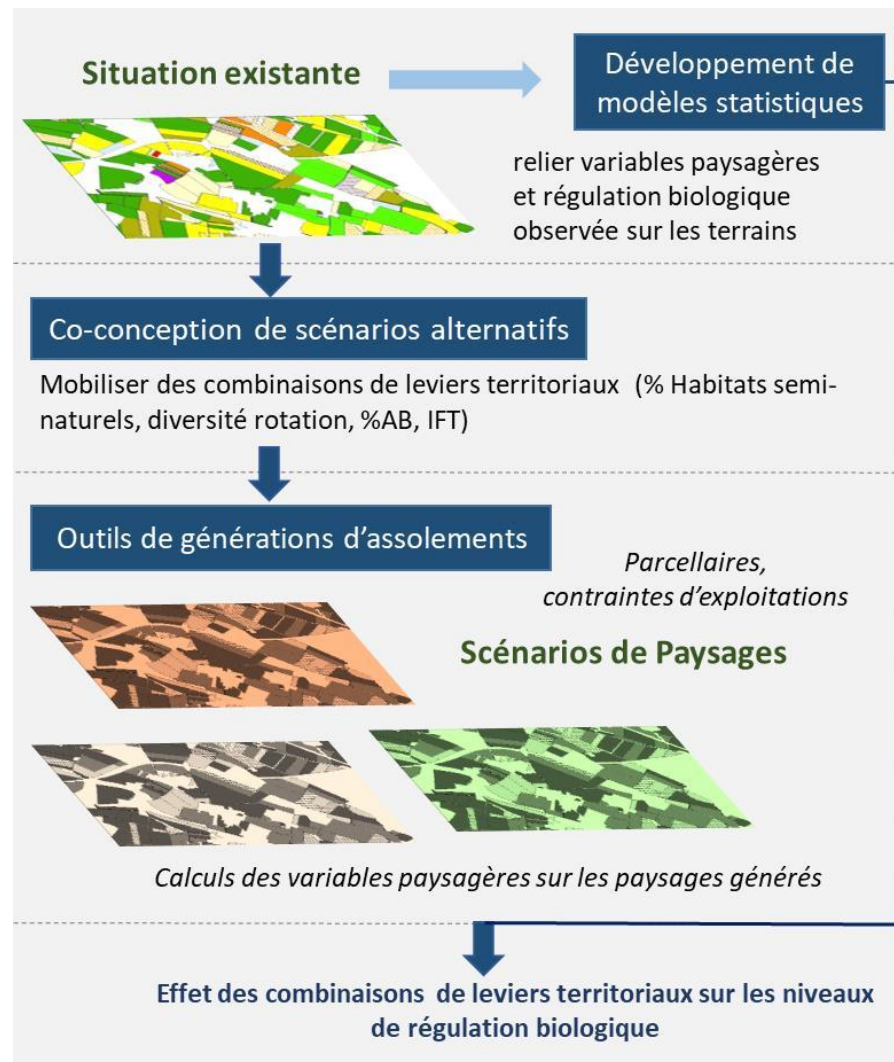 Situation existante
Développement de
modèles statistiques
relier variables paysagères
et régulation biologique
observée sur les terrains
Co-conception de scénarios alternatifs
Mobiliser des combinaisons de leviers territoriaux (% Habitats semi-
naturels, diversité rotation, %AB, IFT)
Outils de générations d’assolements
Parcellaires,
contraintes d’exploitations
Scénarios de Paysages
Calculs des variables paysagères sur les paysages générés
Effet des combinaisons de leviers territoriaux sur les niveaux
de régulation biologique